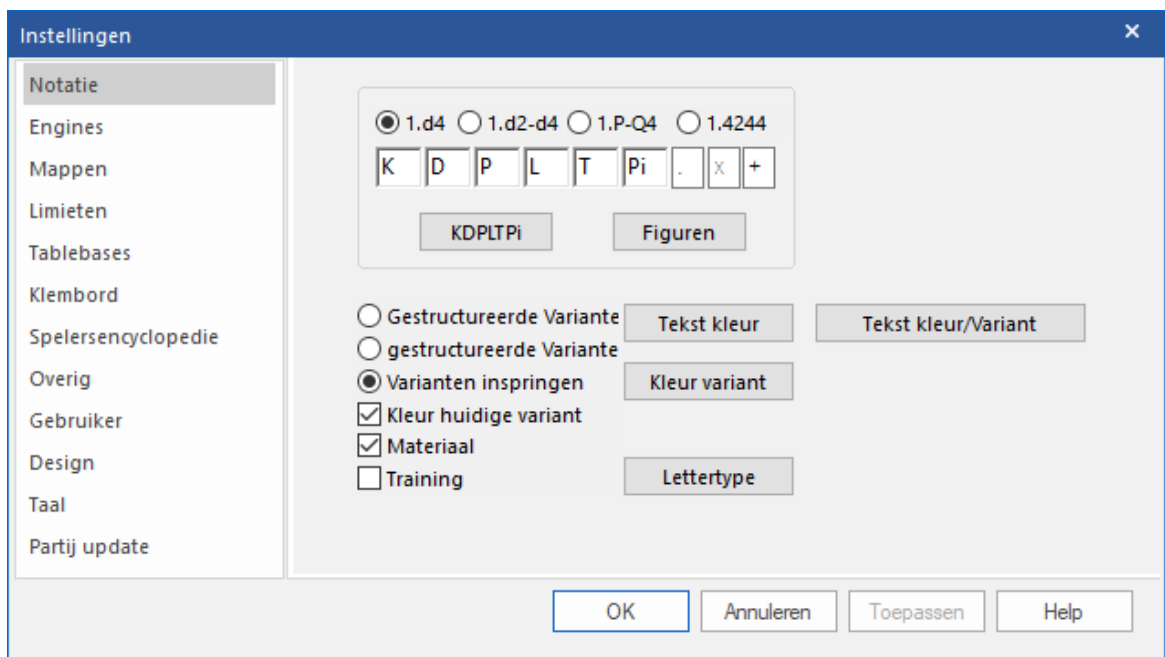 Instellingen
Notatie
Engines
Mappen
Limieten
Tablebases
Klembord
Spelersencyclopedie
Overig
Gebruiker
Design
Taal
Partij update
1.d4 1.d2-d4 1.P-Q4 1.4244
K D P L T Pi . x +
KDPLTPi Figuren
Gestructureerde Variante Tekst kleur Tekst kleur/Variant
gestructureerde Variante
Varianten inspringen Kleur variant
Kleur huidige variant
Materiaal
Training Lettertype
OK Annuleren Toepassen Help